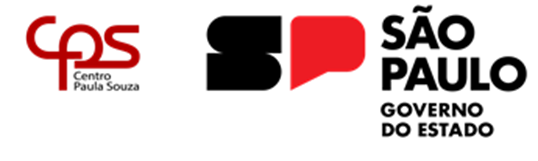 cps
Centro
Paula Souza
SP
SÃO
PAULO
GOVERNO
DO ESTADO